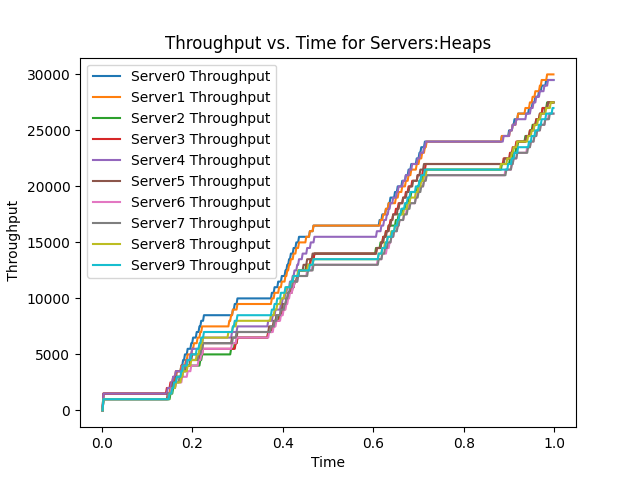 Throughput vs. Time for Servers:Heaps
30000
25000
20000
15000
10000
5000
0
Throughput
Server0 Throughput
Server1 Throughput
Server2 Throughput
Server3 Throughput
Server4 Throughput
Server5 Throughput
Server6 Throughput
Server7 Throughput
Server8 Throughput
Server9 Throughput
0.0 0.2 0.4 0.6 0.8 1.0
Time